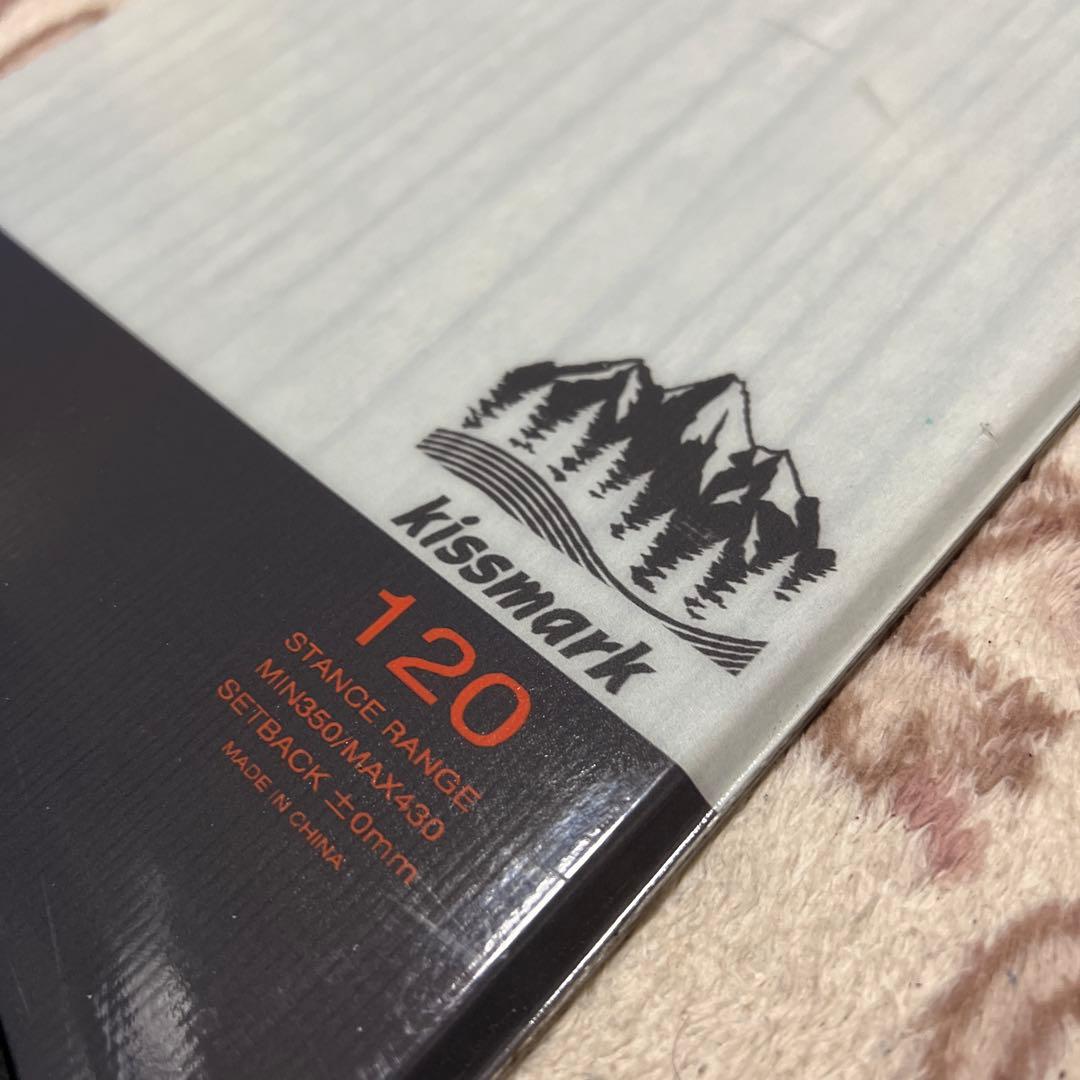 kissmark
120
STANCE RANGE
MIN350/MAX430
SETBACK ±0mm
MADE IN CHINA